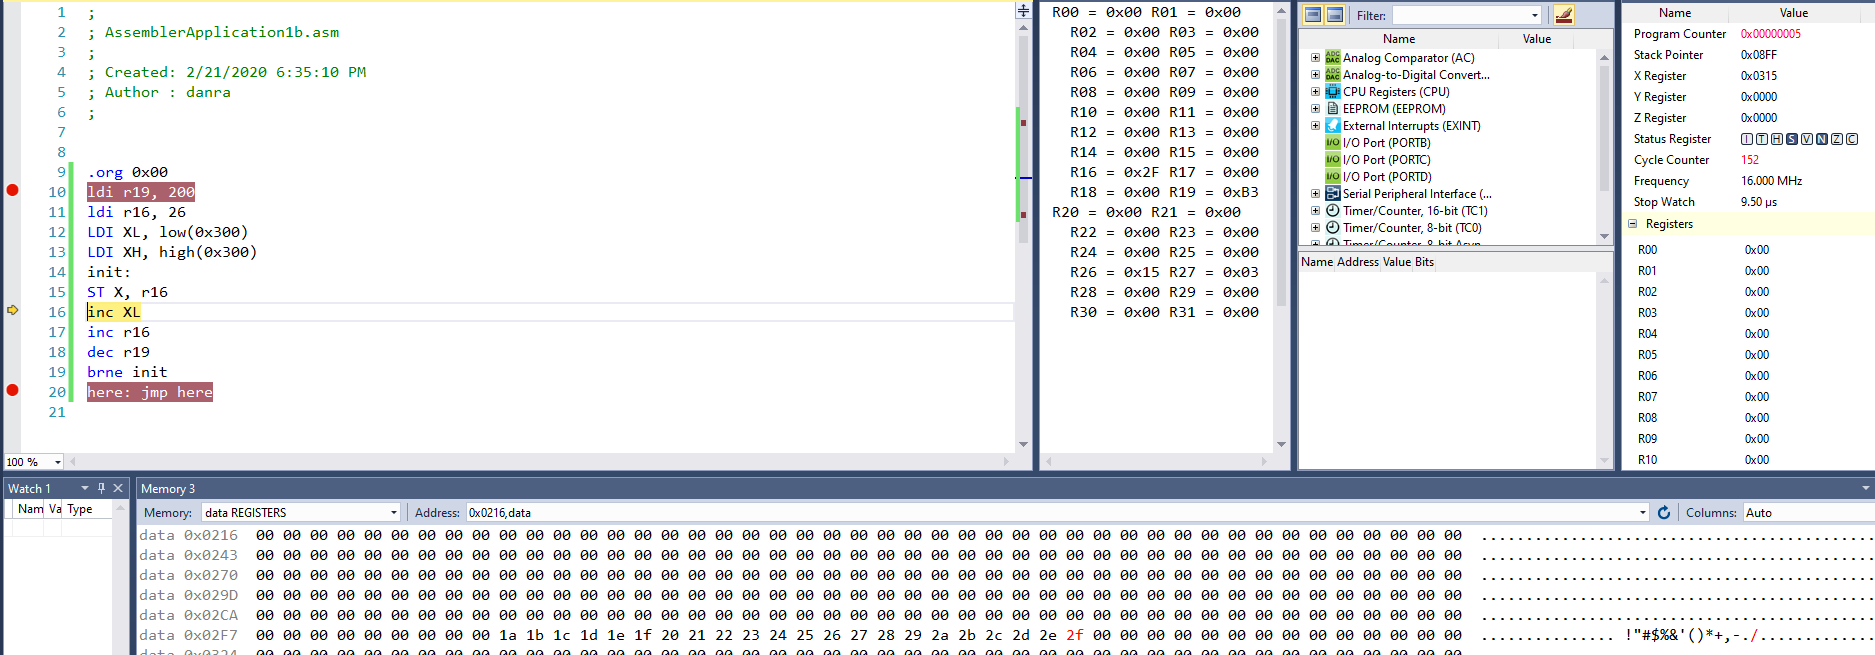 1 ;
2 ; AssemblerApplication1b.asm
3 ;
4 ; Created: 2/21/2020 6:35:10 PM
5 ; Author : danra
6 ;
7
8
9 .org 0x00
10 ldi r19, 200
11 ldi r16, 26
12 LDI XL, low(0x300)
13 LDI XH, high(0x300)
14 init:
15 ST X, r16
16 inc XL
17 inc r16
18 dec r19
19 brne init
20 here: jmp here
21
100 %
R00 = 0x00 R01 = 0x00
R02 = 0x00 R03 = 0x00
R04 = 0x00 R05 = 0x00
R06 = 0x00 R07 = 0x00
R08 = 0x00 R09 = 0x00
R10 = 0x00 R11 = 0x00
R12 = 0x00 R13 = 0x00
R14 = 0x00 R15 = 0x00
R16 = 0x2F R17 = 0x00
R18 = 0x00 R19 = 0xB3
R20 = 0x00 R21 = 0x00
R22 = 0x00 R23 = 0x00
R24 = 0x00 R25 = 0x00
R26 = 0x15 R27 = 0x03
R28 = 0x00 R29 = 0x00
R30 = 0x00 R31 = 0x00
Filter:
Name Value
ADC DAC Analog Comparator (AC)
ADC DAC Analog-to-Digital Convert...
CPU Registers (CPU)
EEPROM (EEPROM)
External Interrupts (EXINT)
I/O I/O Port (PORTB)
I/O I/O Port (PORTC)
I/O I/O Port (PORTD)
Serial Peripheral Interface (...
Timer/Counter, 16-bit (TC1)
Timer/Counter, 8-bit (TC0)
Timer/Counter, 8-bit Asyn
Name Address Value Bits
Name Value
Program Counter 0x00000005
Stack Pointer 0x08FF
X Register 0x0315
Y Register 0x0000
Z Register 0x0000
Status Register I T H S V N Z C
Cycle Counter 152
Frequency 16.000 MHz
Stop Watch 9.50 µs
Registers
R00 0x00
R01 0x00
R02 0x00
R03 0x00
R04 0x00
R05 0x00
R06 0x00
R07 0x00
R08 0x00
R09 0x00
R10 0x00
Watch 1
Nam Va Type
Memory 3
Memory: data REGISTERS Address: 0x0216,data Columns: Auto
data 0x0216 00 00 00 00 00 00 00 00 00 00 00 00 00 00 00 00 00 00 00 00 00 00 00 00 00 00 00 00 00 00 00 00 00 00 00 00 00 00 00 00 00 00 00 00 00 .............................................
data 0x0243 00 00 00 00 00 00 00 00 00 00 00 00 00 00 00 00 00 00 00 00 00 00 00 00 00 00 00 00 00 00 00 00 00 00 00 00 00 00 00 00 00 00 00 00 00 .............................................
data 0x0270 00 00 00 00 00 00 00 00 00 00 00 00 00 00 00 00 00 00 00 00 00 00 00 00 00 00 00 00 00 00 00 00 00 00 00 00 00 00 00 00 00 00 00 00 00 .............................................
data 0x029D 00 00 00 00 00 00 00 00 00 00 00 00 00 00 00 00 00 00 00 00 00 00 00 00 00 00 00 00 00 00 00 00 00 00 00 00 00 00 00 00 00 00 00 00 00 .............................................
data 0x02CA 00 00 00 00 00 00 00 00 00 00 00 00 00 00 00 00 00 00 00 00 00 00 00 00 00 00 00 00 00 00 00 00 00 00 00 00 00 00 00 00 00 00 00 00 00 .............................................
data 0x02F7 00 00 00 00 00 00 00 00 00 1a 1b 1c 1d 1e 1f 20 21 22 23 24 25 26 27 28 29 2a 2b 2c 2d 2e 2f 00 00 00 00 00 00 00 00 00 00 00 00 00 00 ............... !"#$%&'()*+,-./.............